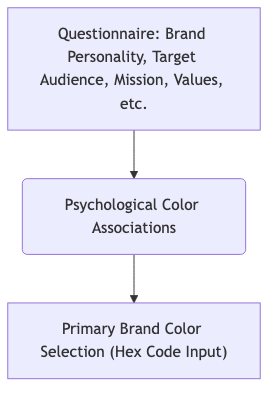 Questionnaire: Brand
Personality, Target
Audience, Mission, Values,
etc.
Psychological Color
Associations
Primary Brand Color
Selection (Hex Code Input)